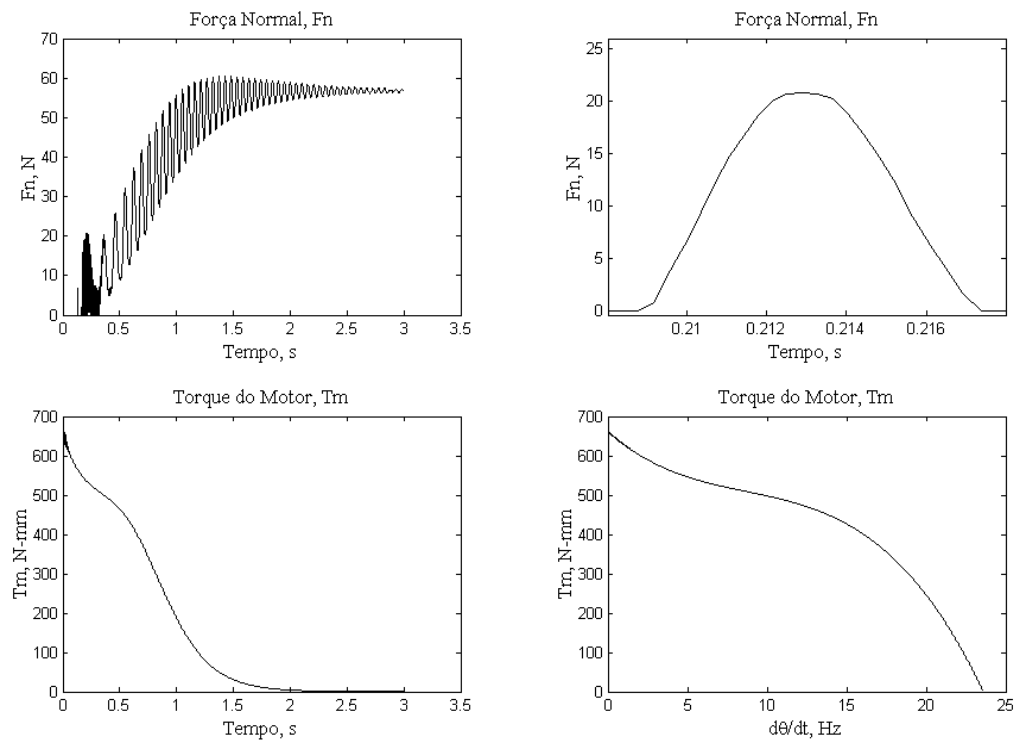 Força Normal, Fn
70
60
50
40
30
20
10
0
Fn, N
0 0.5 1 1.5 2 2.5 3 3.5
Tempo, s
Força Normal, Fn
25
20
15
10
5
0
Fn, N
0.21 0.212 0.214 0.216
Tempo, s
Torque do Motor, Tm
700
600
500
400
300
200
100
0
Tm, N-mm
0 0.5 1 1.5 2 2.5 3 3.5
Tempo, s
Torque do Motor, Tm
700
600
500
400
300
200
100
0
Tm, N-mm
0 5 10 15 20 25
dθ/dt, Hz